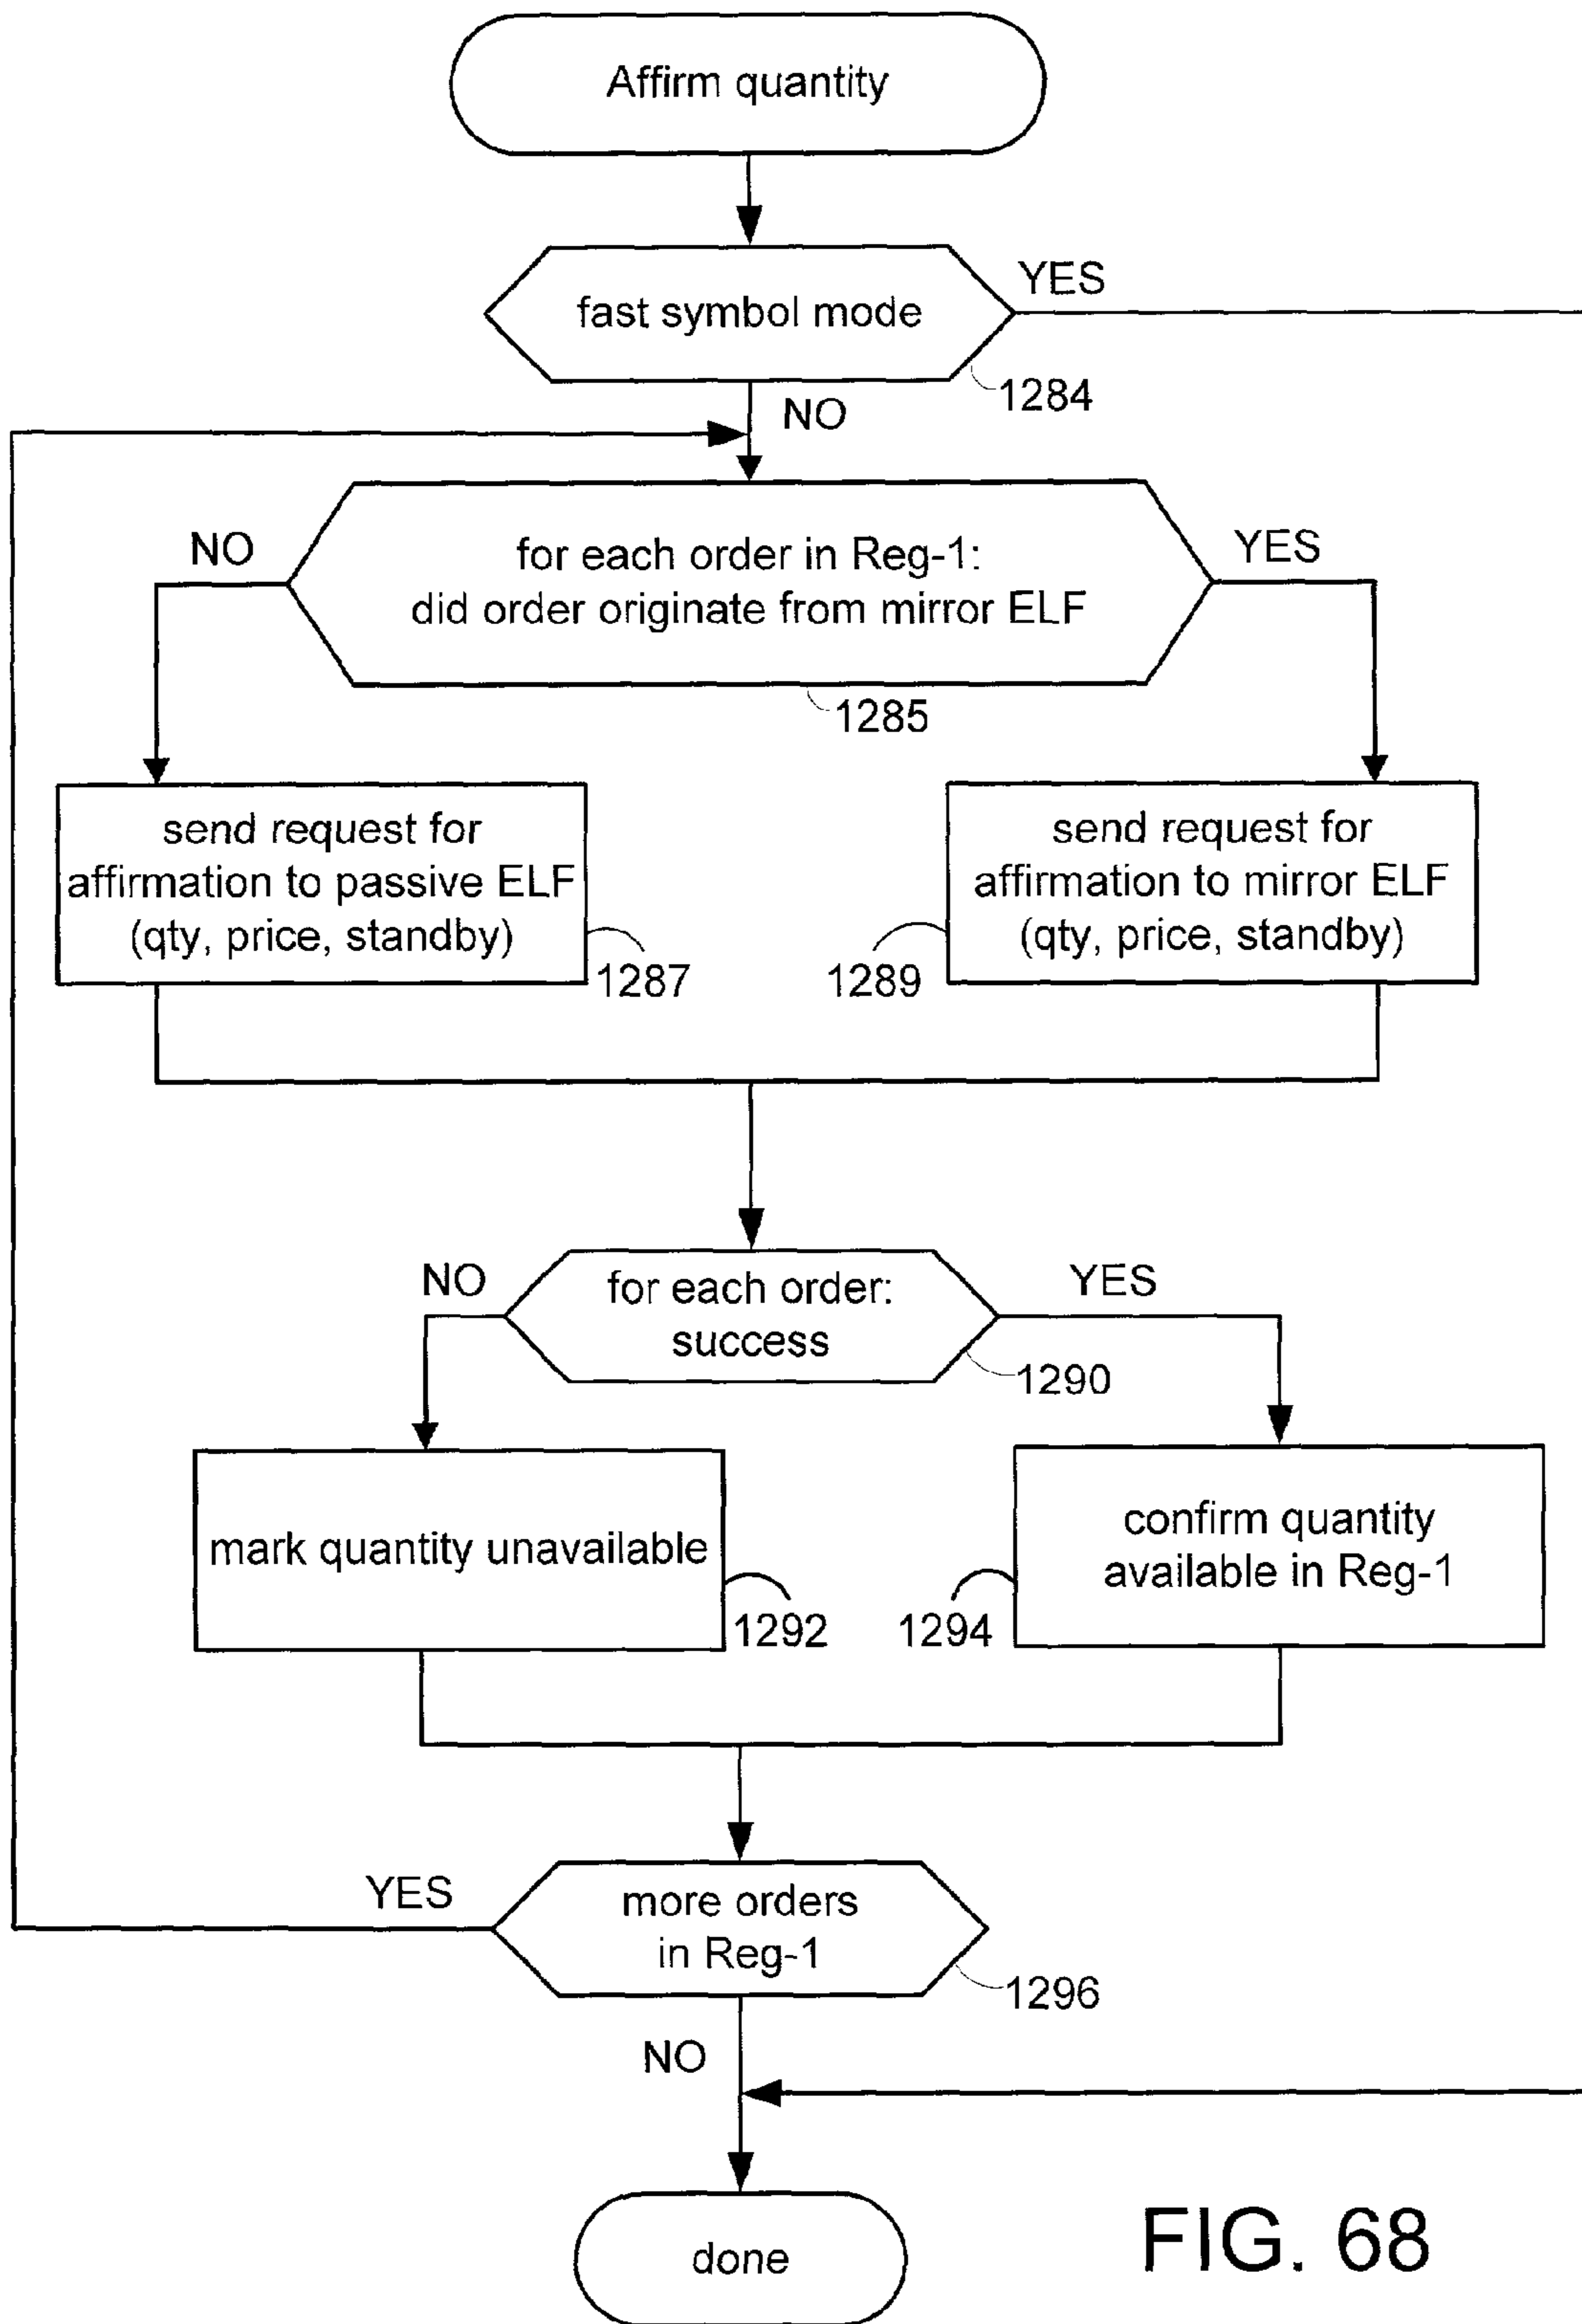 Affirm quantity
fast symbol mode
YES
1284
NO
NO
for each order in Reg-1:
did order originate from mirror ELF
YES
1285
send request for
affirmation to passive ELF
(qty, price, standby)
1287
send request for
affirmation to mirror ELF
(qty, price, standby)
1289
NO
for each order:
success
YES
1290
mark quantity unavailable
1292
confirm quantity
available in Reg-1
1294
YES
more orders
in Reg-1
1296
NO
done
FIG. 68